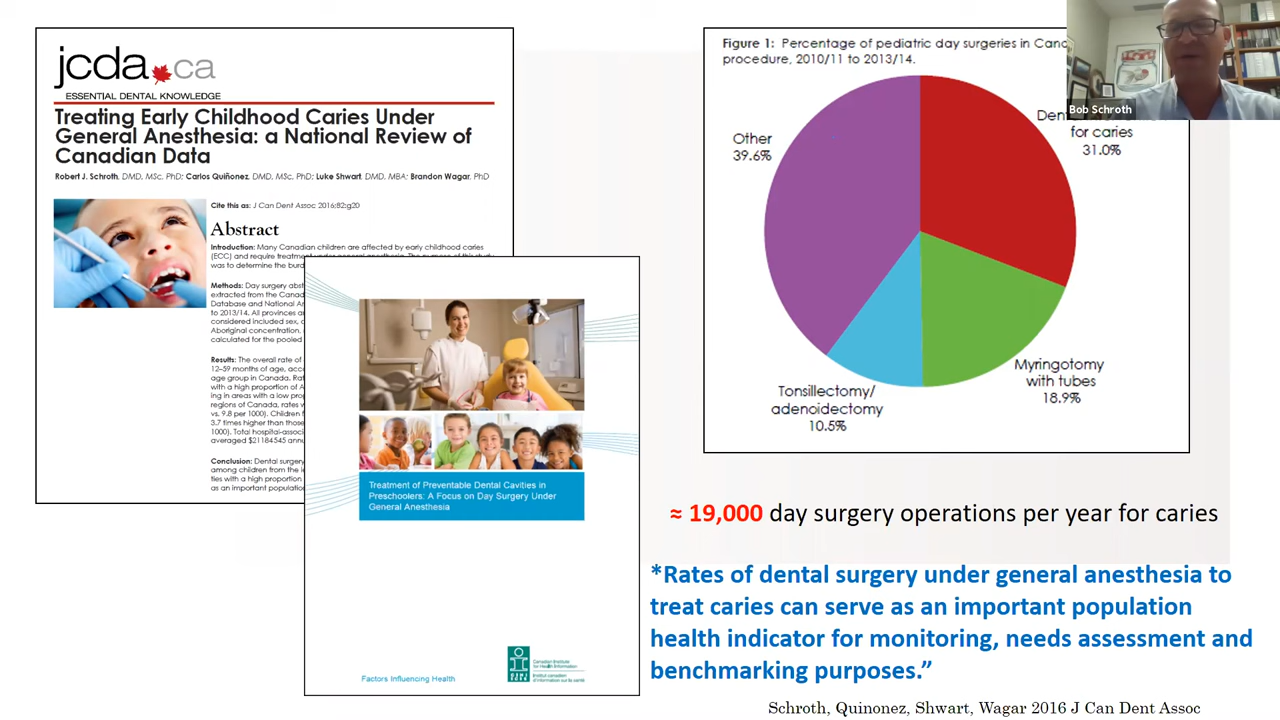 jcda.ca
ESSENTIAL DENTAL KNOWLEDGE
Treating Early Childhood Caries Under
General Anesthesia: a National Review of
Canadian Data
Robert J. Schroth, DMD, MSc, PhD; Carlos Quiñonez, DMD, MSc, PhD; Luke Shwart, DMD, MBA; Brandon Wagar, PhD
Cite this as: J Can Dent Assoc 2016;82:g20
Abstract
Introduction: Many Canadian children are affected by early childhood caries
(ECC) and require treatment under general anesthesia. The purpose of this study
was to determine the burd
Methods: Day surgery abst
extracted from the Canad
Database and National A
to 2013/14. All provinces a
considered included sex,
Aboriginal concentration,
calculated for the pooled
Results: The overall rate of
12–59 months of age, acc
age group in Canada. Rat
with a high proportion of A
ing in areas with a low pro
regions of Canada, rates
vs. 9.8 per 1000). Children
3.7 times higher than those
1000). Total hospital-assoc
averaged $21184545 annu
Conclusion: Dental surgery
among children from the
ties with a high proportion
as an important population
Treatment of Preventable Dental Cavities in
Preschoolers: A Focus on Day Surgery Under
General Anesthesia
Factors Influencing Health
Canadian Institute
for Health Information
Institut canadien
d'information sur la santé
Figure 1: Percentage of pediatric day surgeries in Cana
procedure, 2010/11 to 2013/14.
Bob Schroth
Den
for caries
31.0%
Other
39.6%
Myringotomy
with tubes
18.9%
Tonsillectomy/
adenoidectomy
10.5%
≈ 19,000 day surgery operations per year for caries
*Rates of dental surgery under general anesthesia to
treat caries can serve as an important population
health indicator for monitoring, needs assessment and
benchmarking purposes.”
Schroth, Quinonez, Shwart, Wagar 2016 J Can Dent Assoc